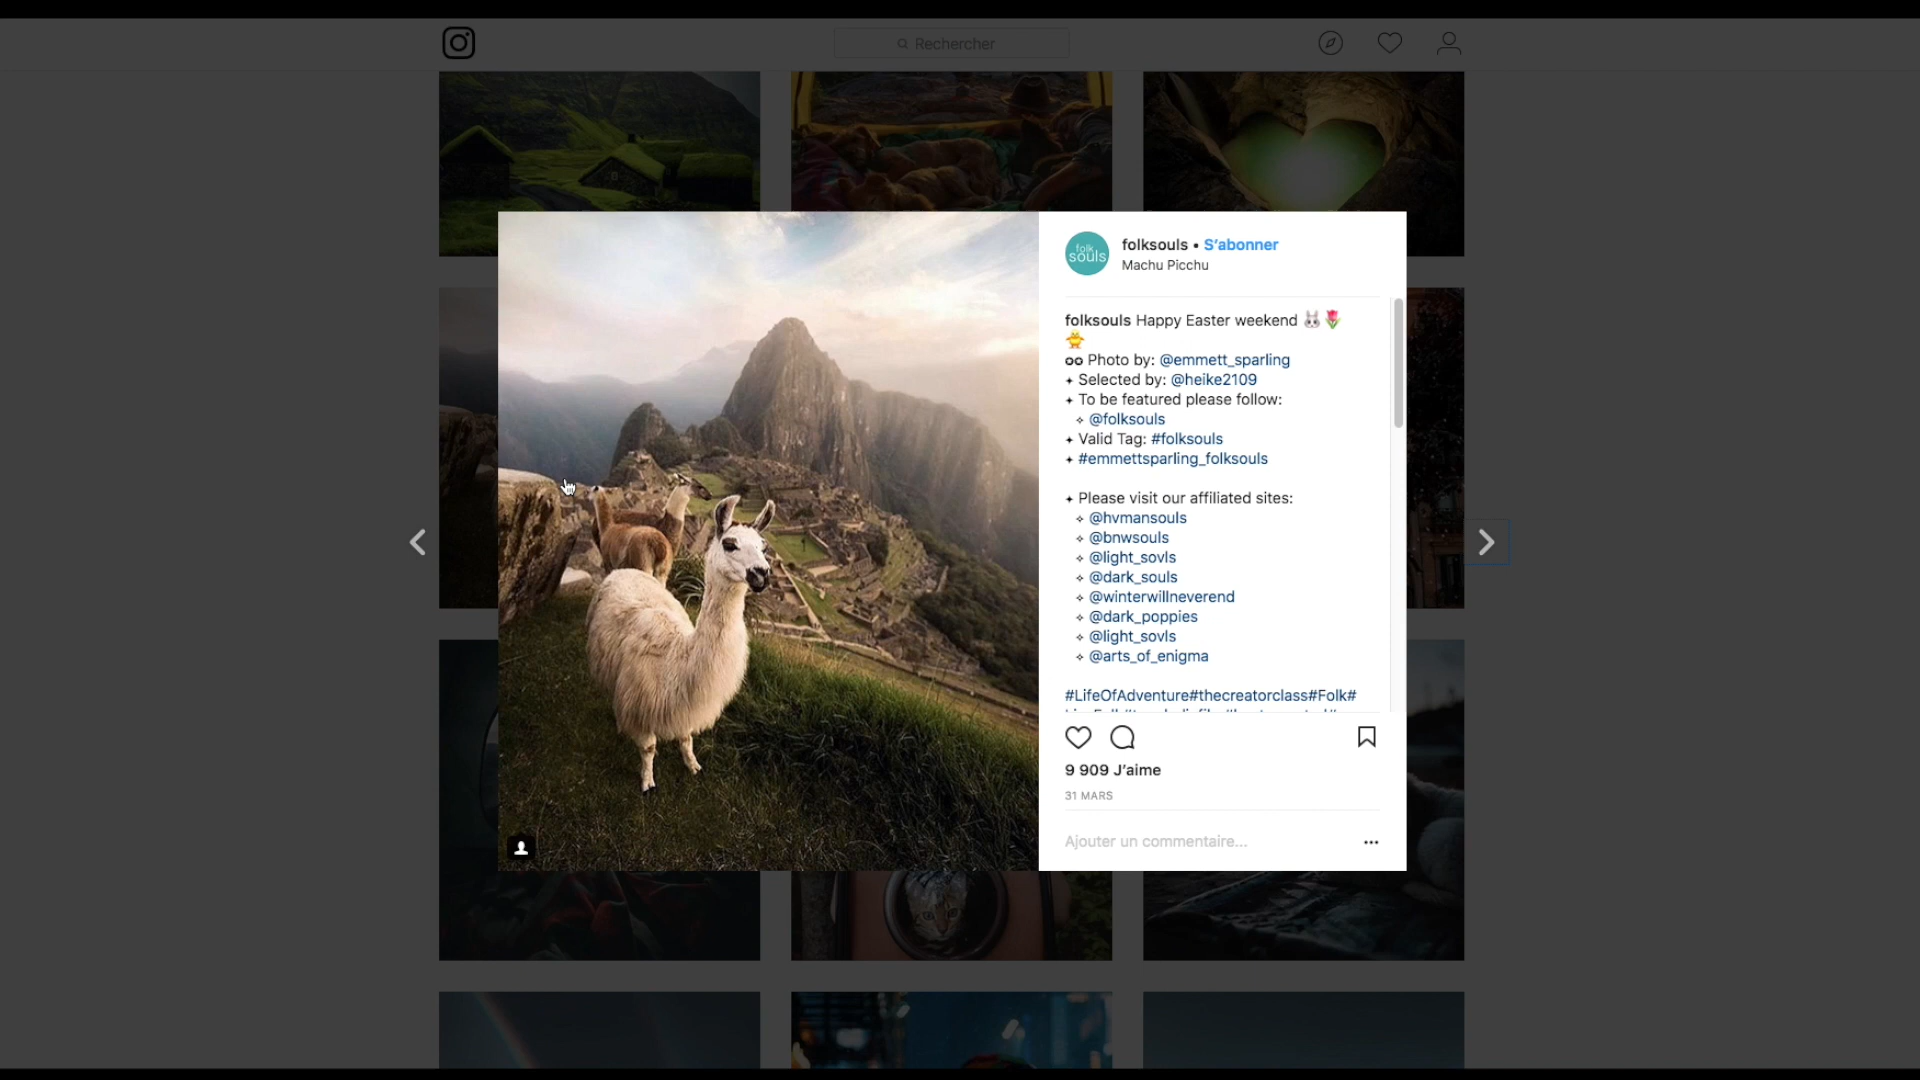 Rechercher
folk
souls
folksouls • S'abonner
Machu Picchu
folksouls Happy Easter weekend 🐰🌷
🐥
Photo by: @emmett_sparling
✦ Selected by: @heike2109
✦ To be featured please follow:
✧ @folksouls
✦ Valid Tag: #folksouls
✦ #emmettsparling_folksouls
✦ Please visit our affiliated sites:
✧ @hvmansouls
✧ @bnwsouls
✧ @light_sovls
✧ @dark_souls
✧ @winterwillneverend
✧ @dark_poppies
✧ @light_sovls
✧ @arts_of_enigma
#LifeOfAdventure#thecreatorclass#Folk#
9 909 J'aime
31 MARS
Ajouter un commentaire...